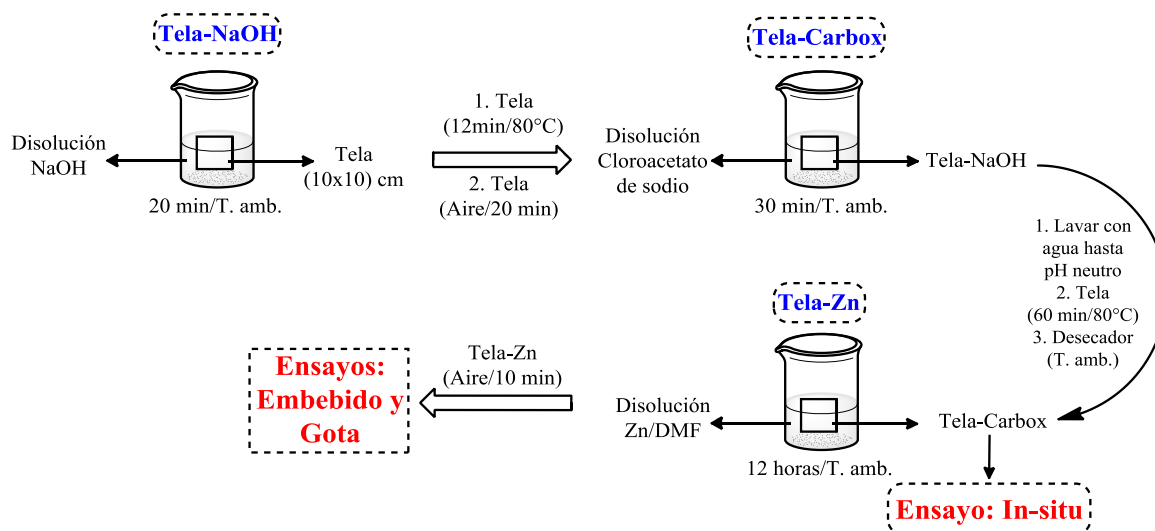 Tela-NaOH
Disolución
NaOH
Tela
(10x10) cm
20 min/T. amb.
1. Tela
(12min/80°C)
2. Tela
(Aire/20 min)
Tela-Carbox
Disolución
Cloroacetato
de sodio
Tela-NaOH
30 min/T. amb.
1. Lavar con
agua hasta
pH neutro
2. Tela
(60 min/80°C)
3. Desecador
(T. amb.)
Tela-Zn
Disolución
Zn/DMF
Tela-Carbox
12 horas/T. amb.
Ensayo: In-situ
Tela-Zn
(Aire/10 min)
Ensayos:
Embebido y
Gota